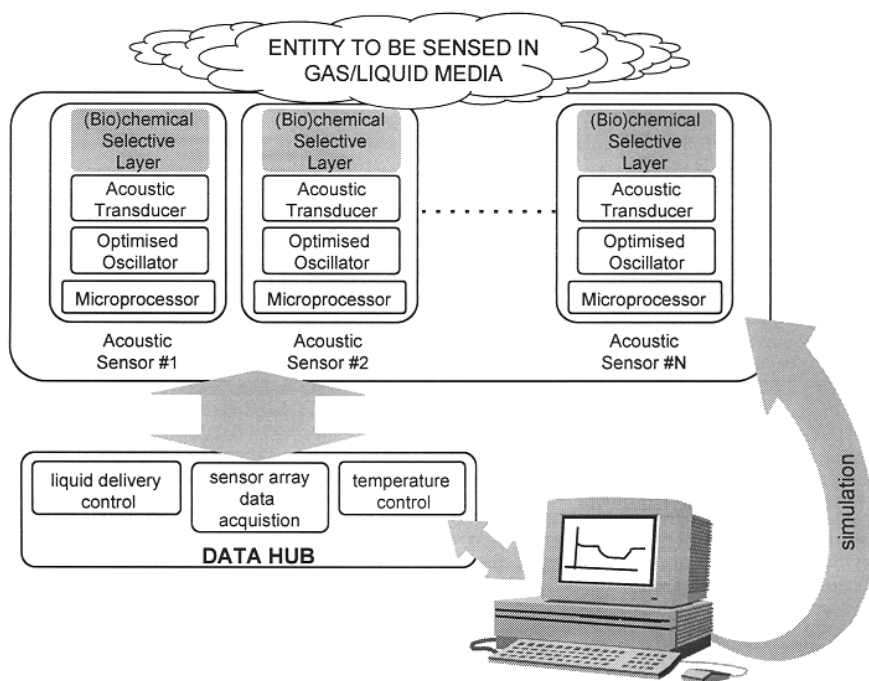 ENTITY TO BE SENSED IN
GAS/LIQUID MEDIA
(Bio)chemical
Selective
Layer
Acoustic
Transducer
Optimised
Oscillator
Microprocessor
Acoustic
Sensor #1
(Bio)chemical
Selective
Layer
Acoustic
Transducer
Optimised
Oscillator
Microprocessor
Acoustic
Sensor #2
(Bio)chemical
Selective
Layer
Acoustic
Transducer
Optimised
Oscillator
Microprocessor
Acoustic
Sensor #N
liquid delivery
control
sensor array
data
acquistion
temperature
control
DATA HUB
simulation